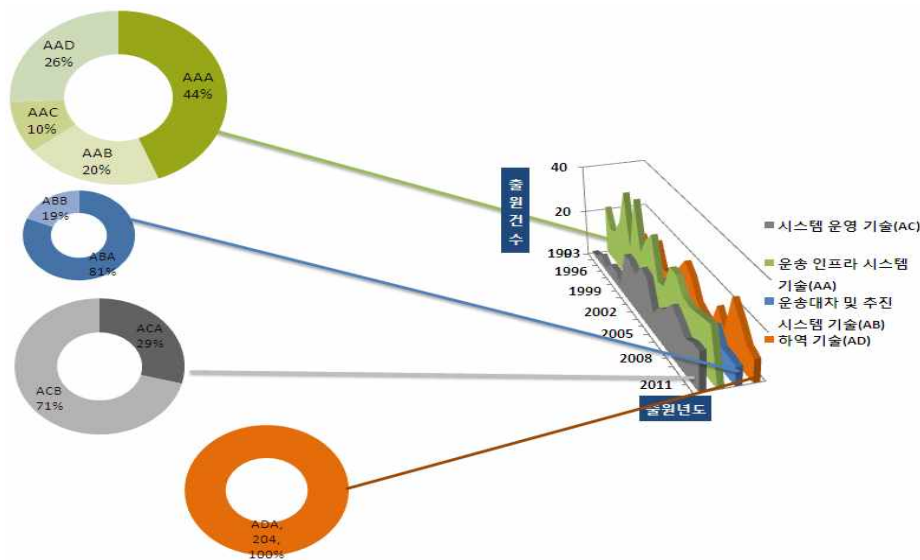 AAD
26%
AAA
44%
AAC
10%
AAB
20%
ABB
19%
ABA
81%
ACA
29%
ACB
71%
ADA,
204,
100%
출
원
건
수
40
20
0
1993
1996
1999
2002
2005
2008
2011
출원년도
시스템 운영 기술(AC)
운송 인프라 시스템
기술(AA)
운송대차 및 추진
시스템 기술(AB)
하역 기술(AD)